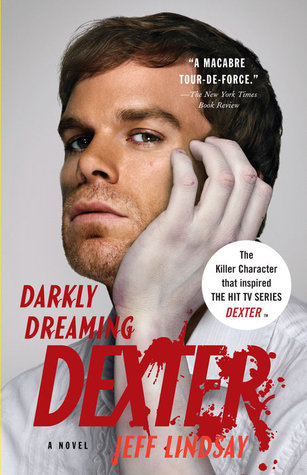 “A MACABRE
TOUR-DE-FORCE.”
—The New York Times
Book Review
The
Killer Character
that inspired
THE HIT TV SERIES
DEXTER ™
DARKLY
DREAMING
DEXTER
A NOVEL
JEFF LINDSAY